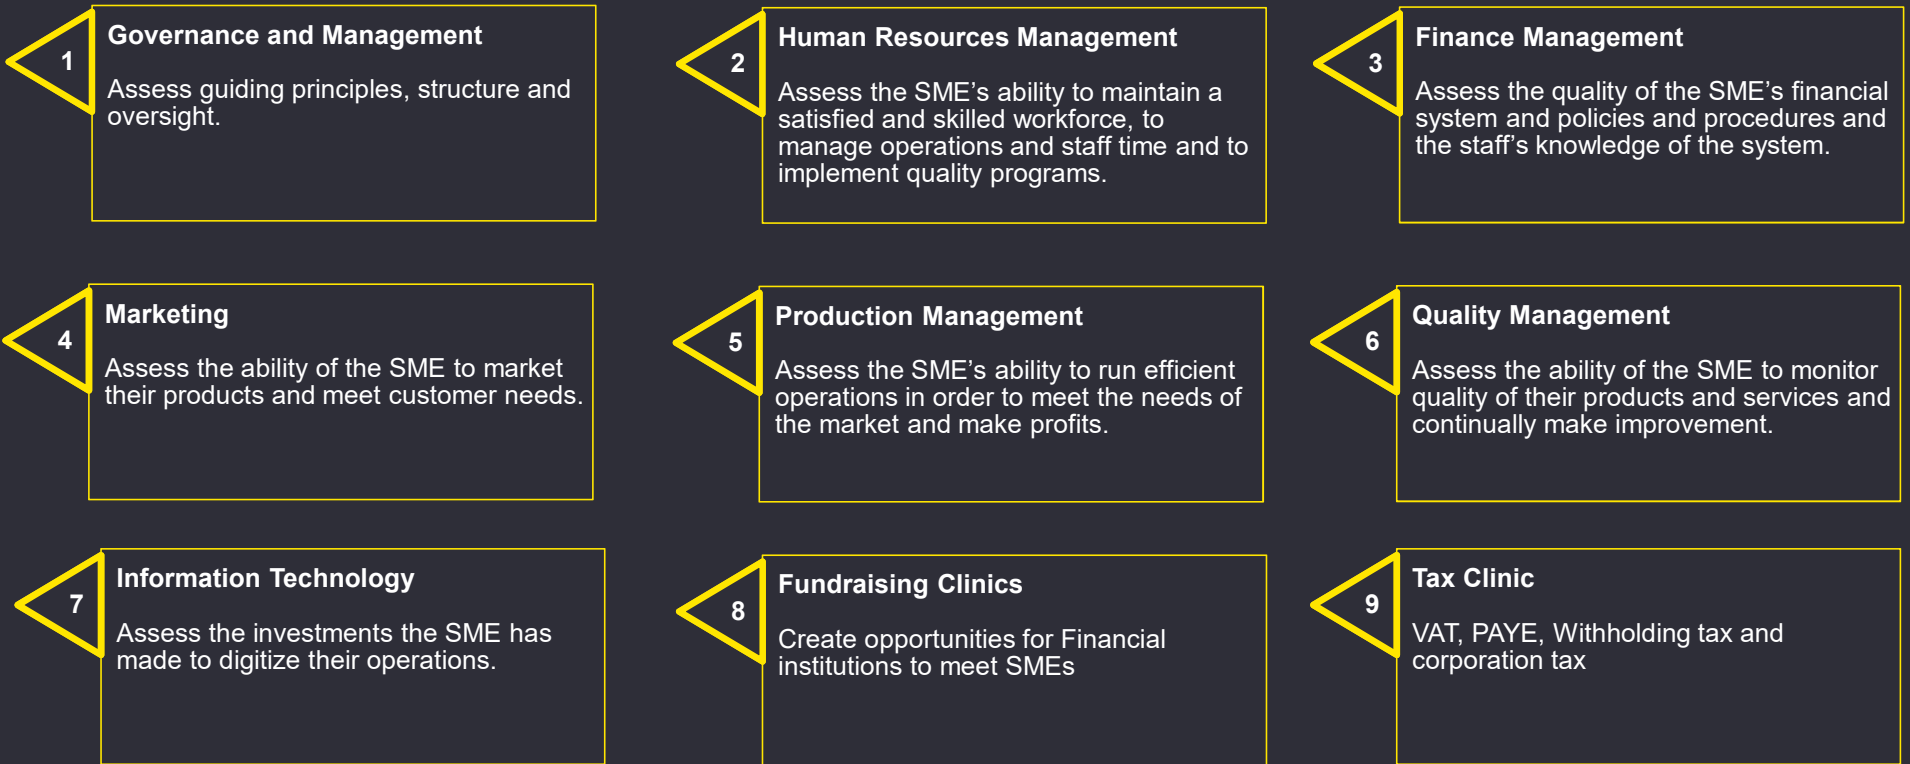 1
Governance and Management
Assess guiding principles, structure and
oversight.
2
Human Resources Management
Assess the SME’s ability to maintain a
satisfied and skilled workforce, to
manage operations and staff time and to
implement quality programs.
3
Finance Management
Assess the quality of the SME’s financial
system and policies and procedures and
the staff’s knowledge of the system.
4
Marketing
Assess the ability of the SME to market
their products and meet customer needs.
5
Production Management
Assess the SME’s ability to run efficient
operations in order to meet the needs of
the market and make profits.
6
Quality Management
Assess the ability of the SME to monitor
quality of their products and services and
continually make improvement.
7
Information Technology
Assess the investments the SME has
made to digitize their operations.
8
Fundraising Clinics
Create opportunities for Financial
institutions to meet SMEs
9
Tax Clinic
VAT, PAYE, Withholding tax and
corporation tax